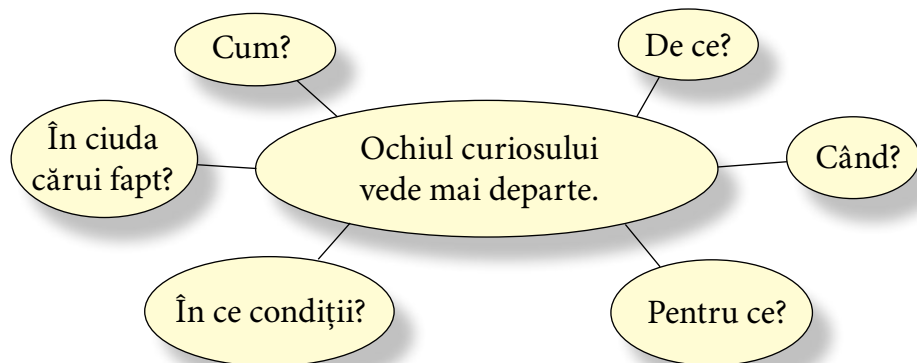 Cum?
De ce?
În ciuda
cărui fapt?
Ochiul curiosului
vede mai departe.
Când?
În ce condiții?
Pentru ce?